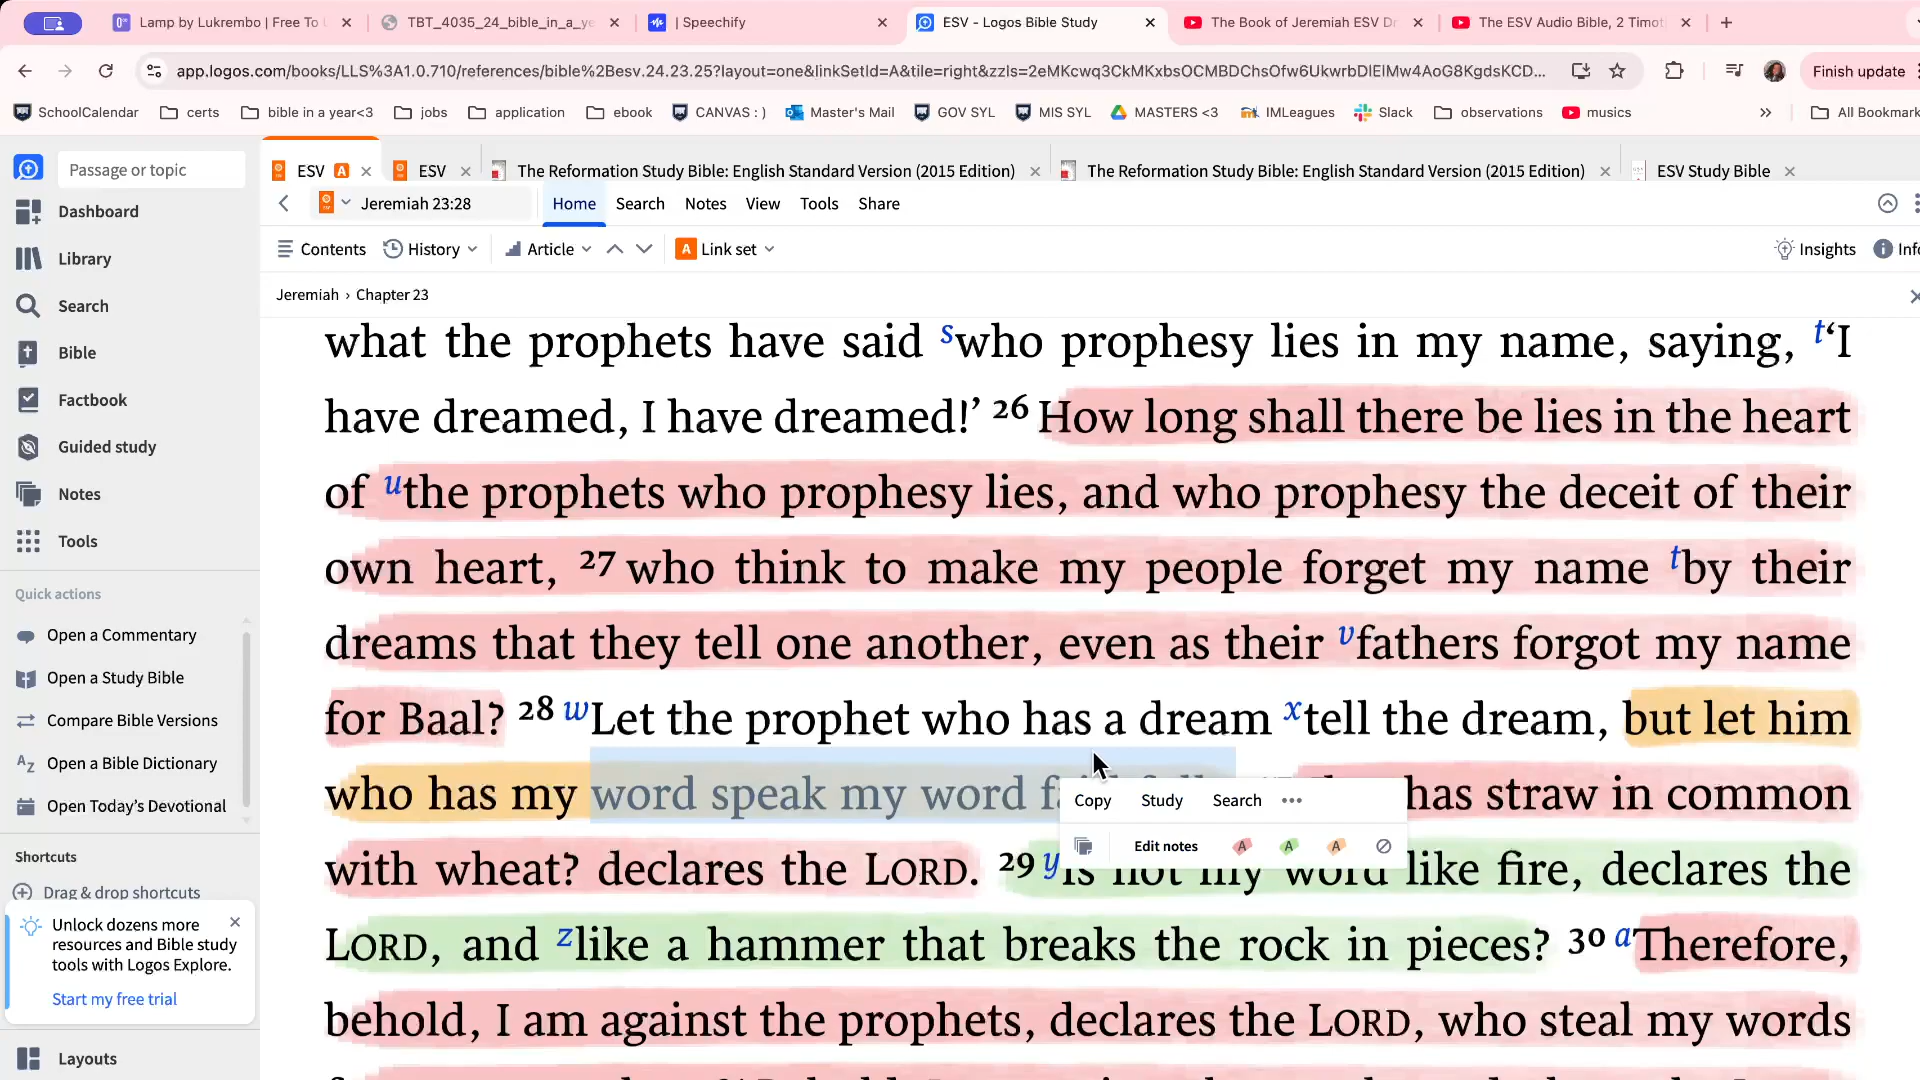 Lamp by Lukrembo | Free To
TBT_4035_24_bible_in_a_ye
| Speechify
ESV - Logos Bible Study
The Book of Jeremiah ESV Dr
The ESV Audio Bible, 2 Timot
app.logos.com/books/LLS%3A1.0.710/references/bible%2Besv.24.23.25?layout=one&linkSetId=A&tile=right&zzls=2eMKcwq3CkMKxbsOCMBDChsOfw6UkwrbDlElMw4AoG8KgdsKCD...
Finish update
SchoolCalendar
certs
bible in a year<3
jobs
application
ebook
CANVAS : )
Master's Mail
GOV SYL
MIS SYL
MASTERS <3
IMLeagues
Slack
observations
musics
»
All Bookmark
Passage or topic
ESV A
ESV
The Reformation Study Bible: English Standard Version (2015 Edition)
The Reformation Study Bible: English Standard Version (2015 Edition)
ESV Study Bible
Dashboard
Library
Search
Bible
Factbook
Guided study
Notes
Tools
Quick actions
Open a Commentary
Open a Study Bible
Compare Bible Versions
Open a Bible Dictionary
Open Today's Devotional
Shortcuts
Drag & drop shortcuts
Unlock dozens more
resources and Bible study
tools with Logos Explore.
Start my free trial
Layouts
Jeremiah 23:28
Home
Search
Notes
View
Tools
Share
Contents
History
Article
A Link set
Insights
Info
Jeremiah › Chapter 23
what the prophets have said s who prophesy lies in my name, saying, t ‘I
have dreamed, I have dreamed!’ 26 How long shall there be lies in the heart
of u the prophets who prophesy lies, and who prophesy the deceit of their
own heart, 27 who think to make my people forget my name t by their
dreams that they tell one another, even as their v fathers forgot my name
for Baal? 28 w Let the prophet who has a dream x tell the dream, but let him
who has my word speak my word has straw in common
with wheat? declares the LORD. 29 y Is not my word like fire, declares the
LORD, and z like a hammer that breaks the rock in pieces? 30 a Therefore,
behold, I am against the prophets, declares the LORD, who steal my words
Copy
Study
Search
Edit notes
A
A
A